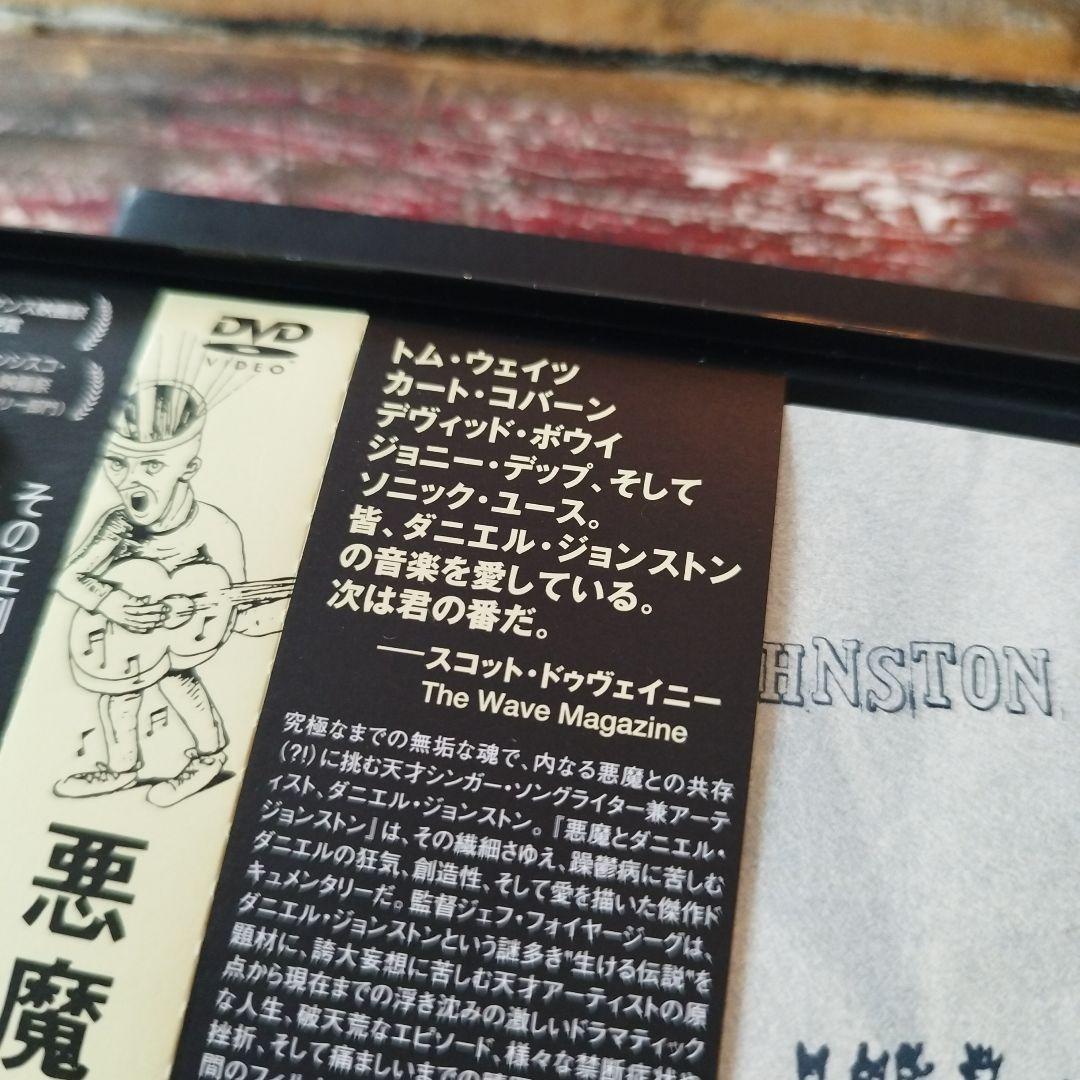 DVD
VIDEO
悪魔
その圧倒
トム・ウェイツ
カート・コバーン
デヴィッド・ボウイ
ジョニー・デップ、そして
ソニック・ユース。
皆、ダニエル・ジョンストン
の音楽を愛している。
次は君の番だ。
──スコット・ドゥヴェイニー
The Wave Magazine
究極なまでの無垢な魂で、内なる悪魔との共存
(?!)に挑む天才シンガー・ソングライター兼アーテ
ィスト、ダニエル・ジョンストン。『悪魔とダニエル・
ジョンストン』は、その繊細さゆえ、躁鬱病に苦しむ
ダニエルの狂気、創造性、そして愛を描いた傑作ド
キュメンタリーだ。監督ジェフ・フォイヤージーグは、
ダニエル・ジョンストンという謎多き"生ける伝説"を
題材に、誇大妄想に苦しむ天才アーティストの原
点から現在までの浮き沈みの激しいドラマティック
な人生、破天荒なエピソード、様々な禁断症状や
挫折、そして痛ましいまでの
間のフィル
HNSTON